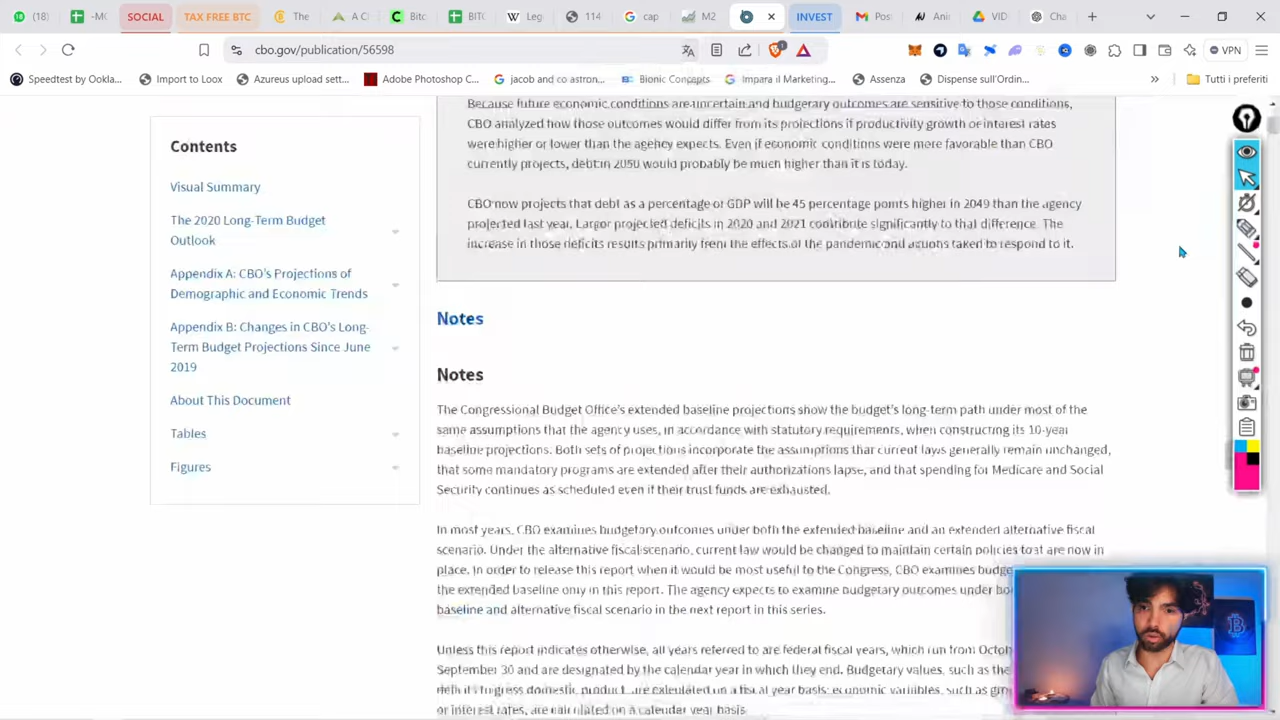 (18)
-M
SOCIAL
TAX FREE BTC
The
A C
Bitc
BIT
Leg
114
cap
M2
INVEST
Pos
Ani
VID
Cha
cbo.gov/publication/56598
VPN
Speedtest by Ookla...
Import to Loox
Azureus upload sett...
Adobe Photoshop C...
jacob and co astron...
Bionic Concepts
Impara il Marketing...
Assenza
Dispense sull'Ordin...
Tutti i preferiti
Because future economic conditions are uncertain and budgetary outcomes are sensitive to those conditions,
CBO analyzed how those outcomes would differ from its projections if productivity growth or interest rates
were higher or lower than the agency expects. Even if economic conditions were more favorable than CBO
currently projects, debt in 2050 would probably be much higher than it is today.
CBO now projects that debt as a percentage of GDP will be 45 percentage points higher in 2049 than the agency
projected last year. Larger projected deficits in 2020 and 2021 contribute significantly to that difference. The
increase in those deficits results primarily from the effects of the pandemic and actions taken to respond to it.
Contents
Visual Summary
The 2020 Long-Term Budget
Outlook
Appendix A: CBO's Projections of
Demographic and Economic Trends
Appendix B: Changes in CBO's Long-
Term Budget Projections Since June
2019
About This Document
Tables
Figures
Notes
Notes
The Congressional Budget Office's extended baseline projections show the budget's long-term path under most of the
same assumptions that the agency uses, in accordance with statutory requirements, when constructing its 10-year
baseline projections. Both sets of projections incorporate the assumptions that current laws generally remain unchanged,
that some mandatory programs are extended after their authorizations lapse, and that spending for Medicare and Social
Security continues as scheduled even if their trust funds are exhausted.
In most years, CBO examines budgetary outcomes under both the extended baseline and an extended alternative fiscal
scenario. Under the alternative fiscal scenario, current law would be changed to maintain certain policies that are now in
place. In order to release this report when it would be most useful to the Congress, CBO examines
the extended baseline only in this report. The agency expects to examine budgetary outcomes under
baseline and alternative fiscal scenario in the next report in this series.
Unless this report indicates otherwise, all years referred to are federal fiscal years, which run from
September 30 and are designated by the calendar year in which they end. Budgetary values, such as the
to gross domestic product, are calculated on a fiscal year basis; economic variables, such as
or interest rates, are calculated on a calendar year basis